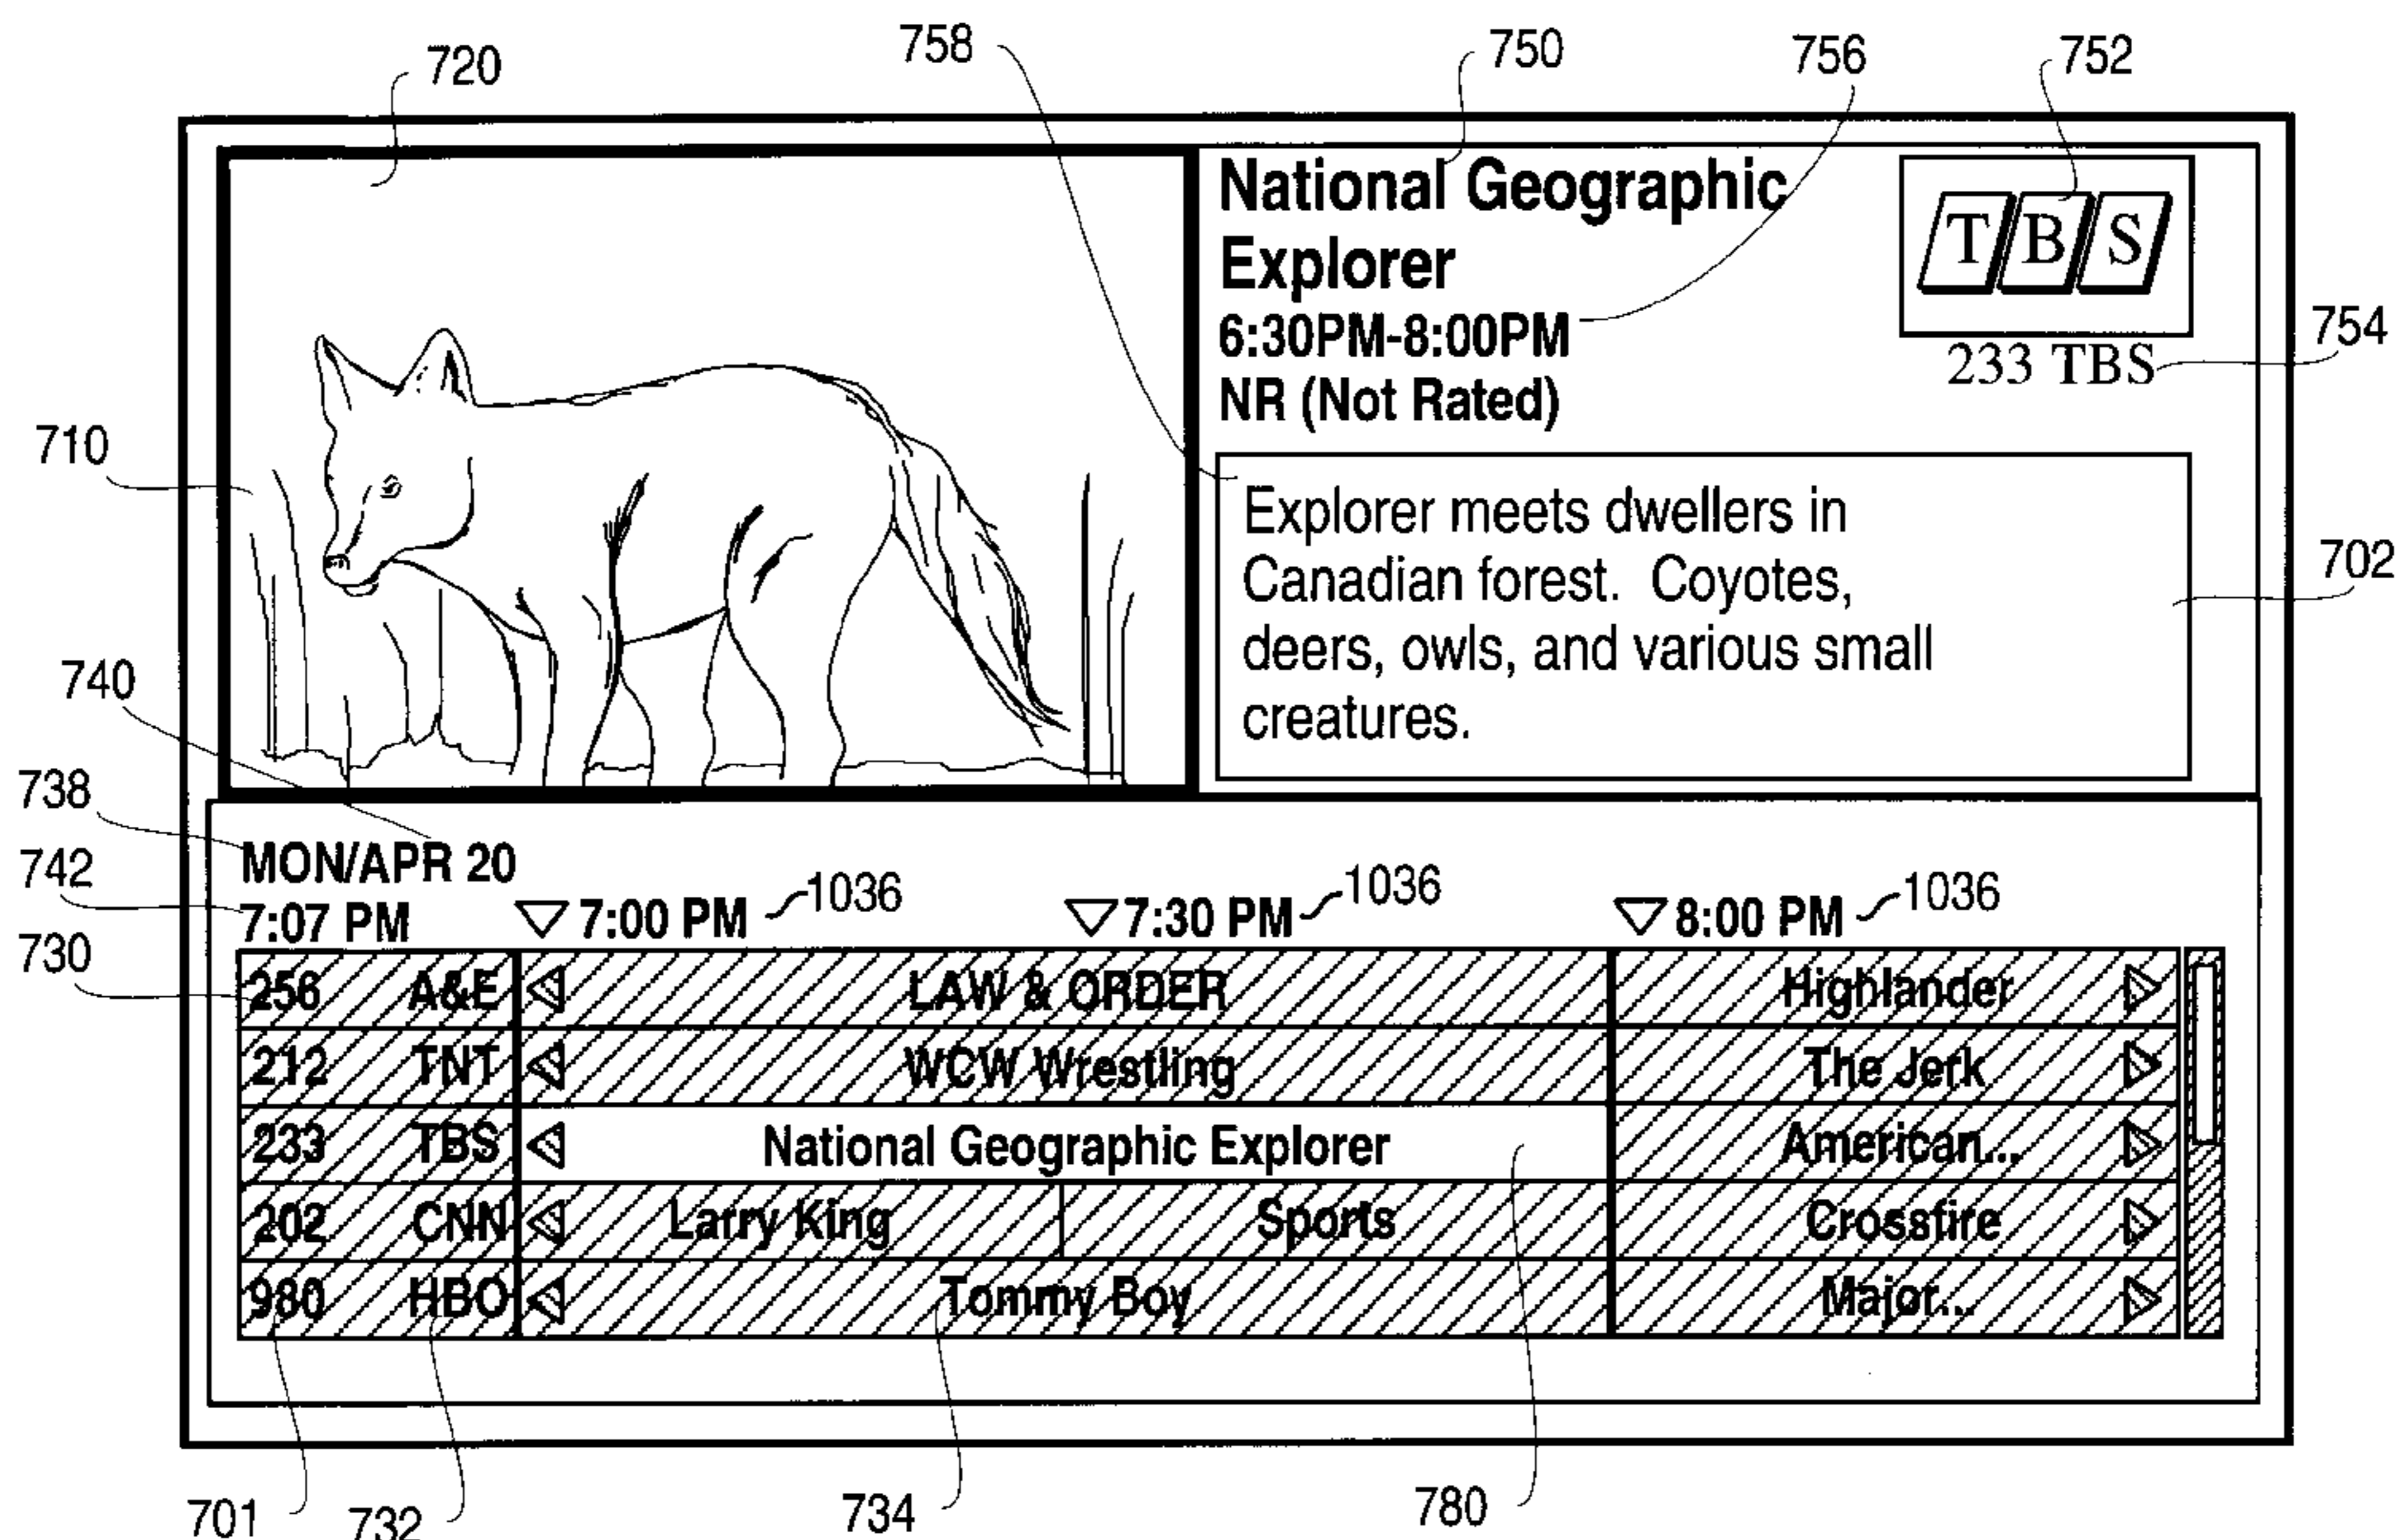 758
750
756
752
720
National Geographic
Explorer
6:30PM-8:00PM
NR (Not Rated)
T B S
233 TBS
754
710
Explorer meets dwellers in
Canadian forest. Coyotes,
deers, owls, and various small
creatures.
702
740
738
MON/APR 20
742
7:07 PM 7:00 PM 1036 7:30 PM 1036 8:00 PM 1036
730
256 A&E LAW & ORDER Highlander
212 TNT WCW Wrestling The Jerk
233 TBS National Geographic Explorer American...
202 CNN Larry King Sports Crossfire
980 HBO Tommy Boy Major...
701 732 734 780